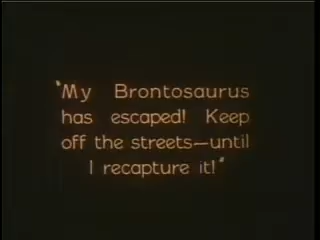 "My Brontosaurus
has escaped! Keep
off the streets—until
I recapture it!"